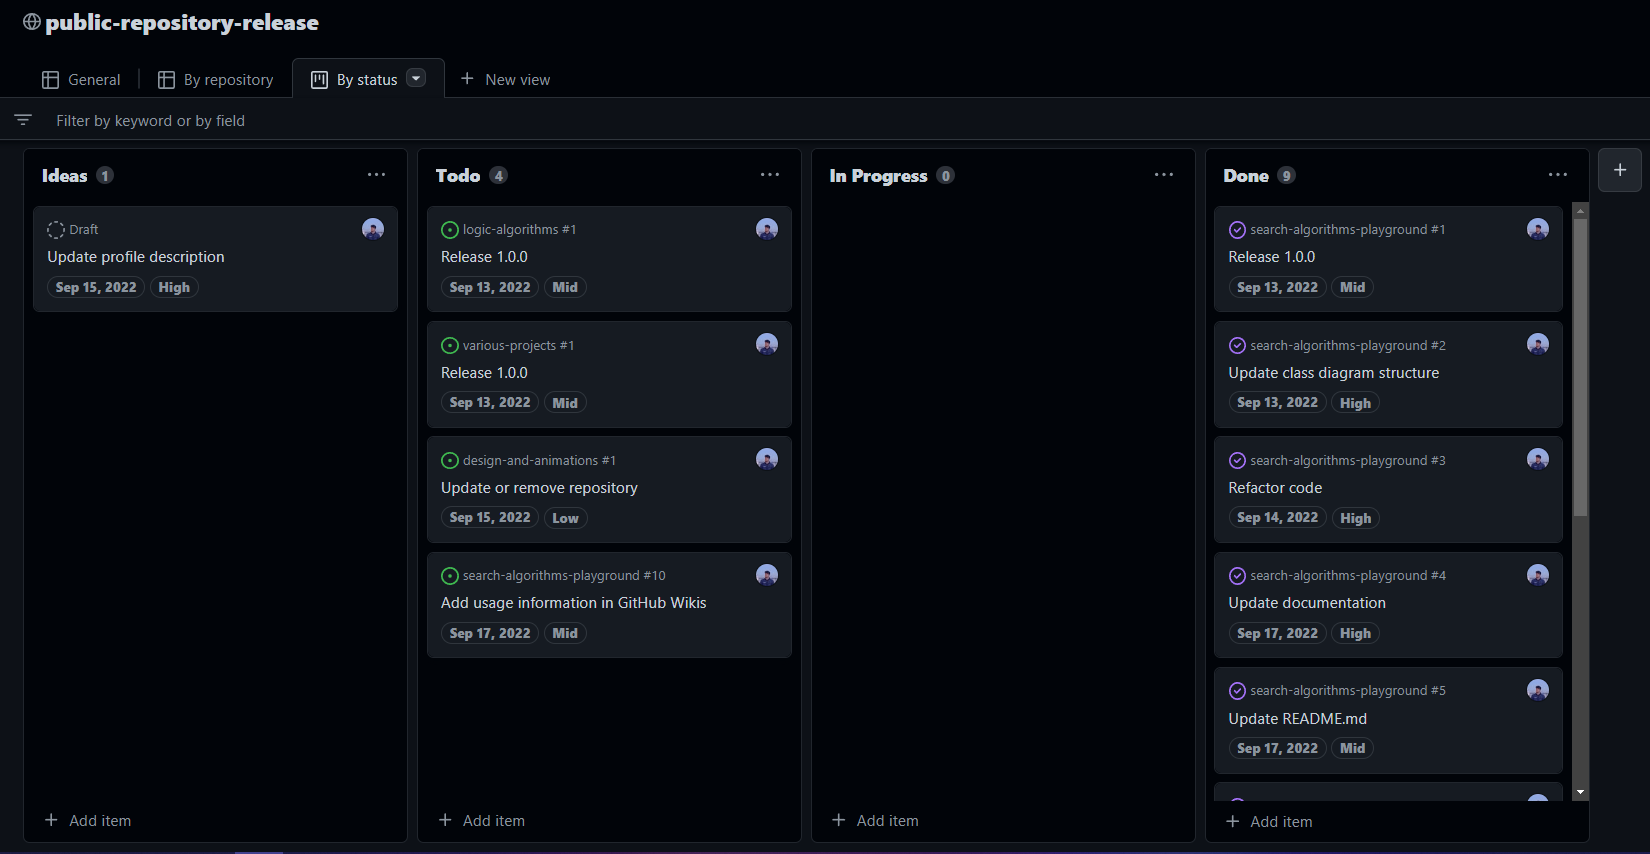 public-repository-release
General
By repository
By status
New view
Filter by keyword or by field
Ideas 1
Draft
Update profile description
Sep 15, 2022 High
Add item
Todo 4
logic-algorithms #1
Release 1.0.0
Sep 13, 2022 Mid
various-projects #1
Release 1.0.0
Sep 13, 2022 Mid
design-and-animations #1
Update or remove repository
Sep 15, 2022 Low
search-algorithms-playground #10
Add usage information in GitHub Wikis
Sep 17, 2022 Mid
Add item
In Progress 0
Add item
Done 9
search-algorithms-playground #1
Release 1.0.0
Sep 13, 2022 Mid
search-algorithms-playground #2
Update class diagram structure
Sep 13, 2022 High
search-algorithms-playground #3
Refactor code
Sep 14, 2022 High
search-algorithms-playground #4
Update documentation
Sep 17, 2022 High
search-algorithms-playground #5
Update README.md
Sep 17, 2022 Mid
Add item